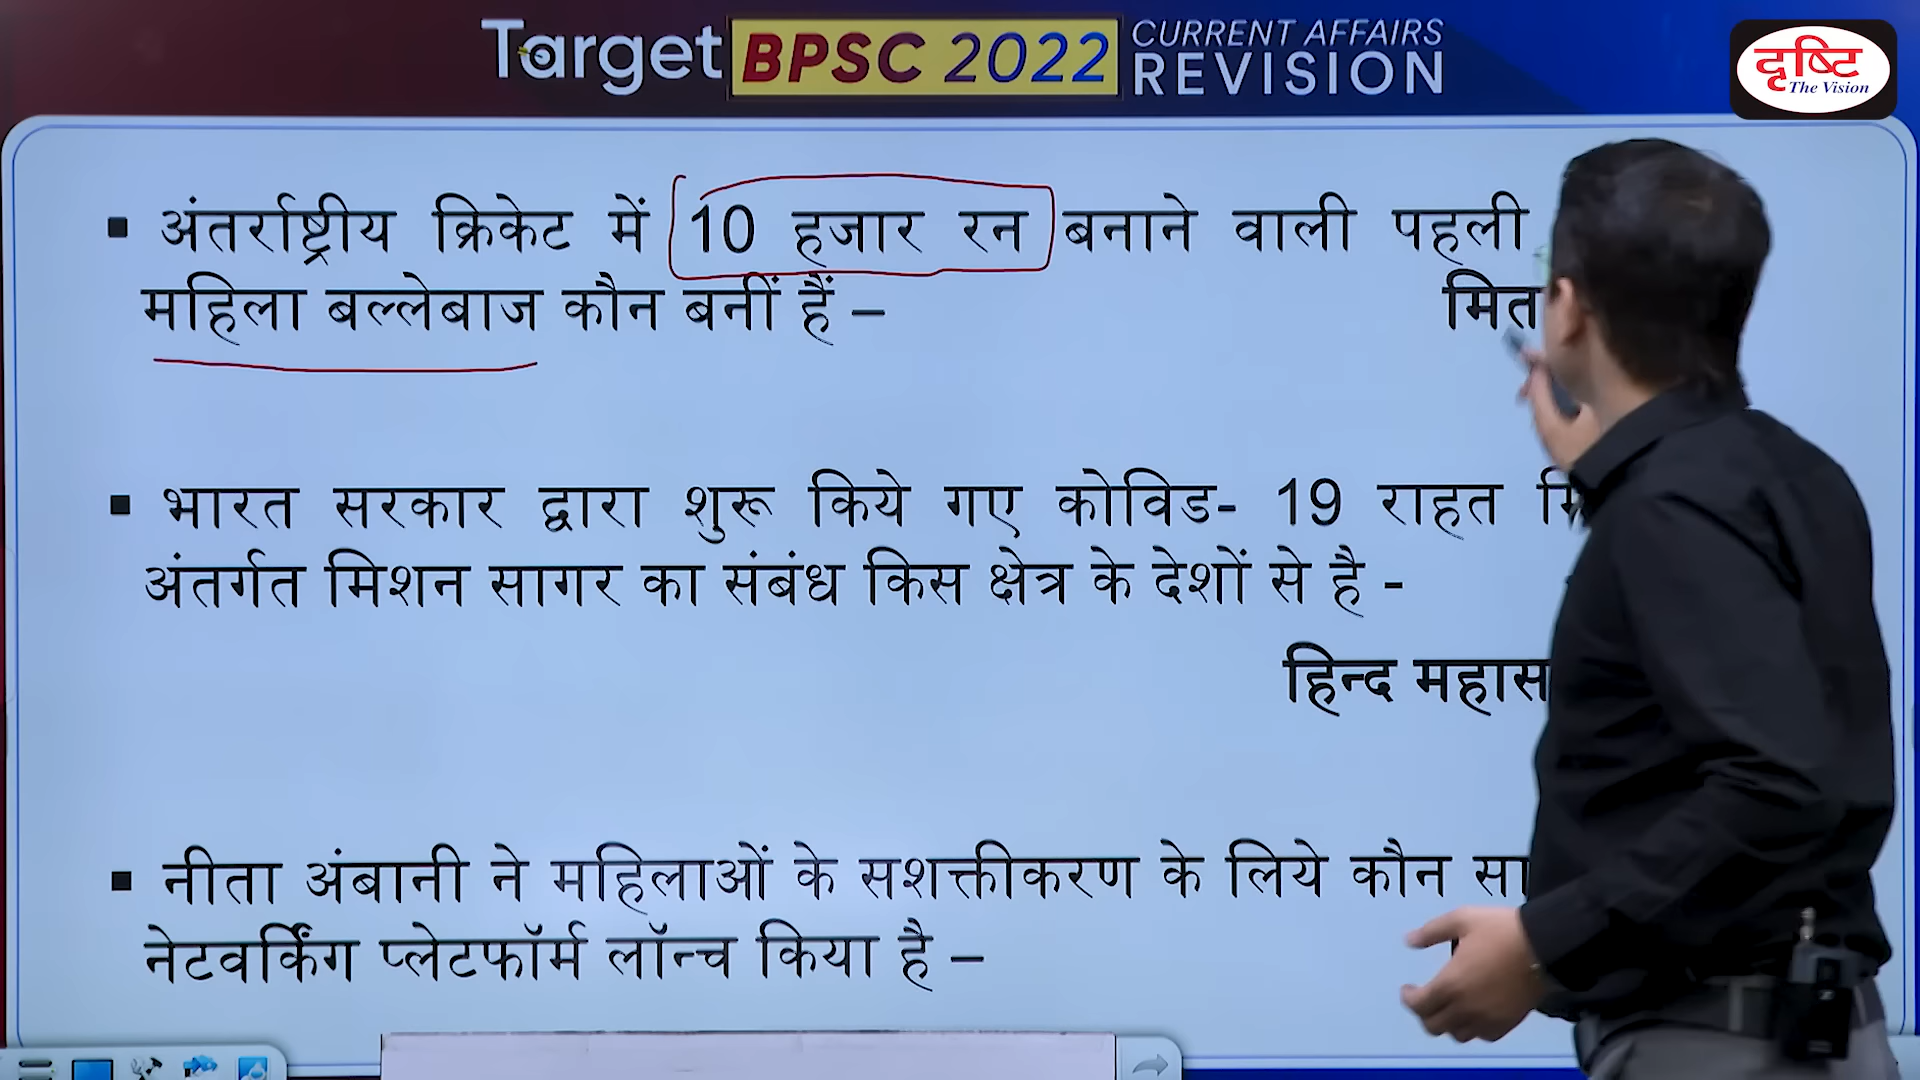 Target BPSC 2022 CURRENT AFFAIRS REVISION
दृष्टि
The Vision
▪ अंतर्राष्ट्रीय क्रिकेट में 10 हजार रन बनाने वाली पहली
महिला बल्लेबाज कौन बनीं हैं –
▪ भारत सरकार द्वारा शुरू किये गए कोविड- 19 राहत
अंतर्गत मिशन सागर का संबंध किस क्षेत्र के देशों से है -
हिन्द
▪ नीता अंबानी ने महिलाओं के सशक्तीकरण के लिये कौन सा
नेटवर्किंग प्लेटफॉर्म लॉन्च किया है –